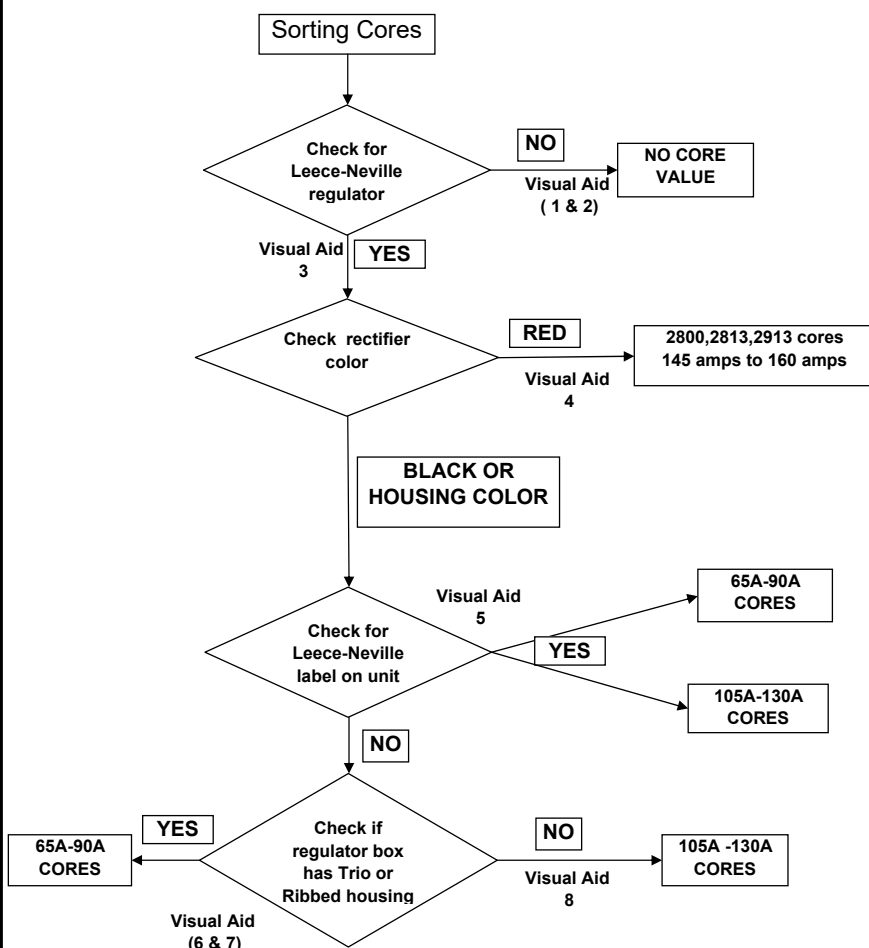 Sorting Cores
Check for
Leece-Neville
regulator
NO
Visual Aid
( 1 & 2)
NO CORE
VALUE
Visual Aid
3
YES
Check rectifier
color
RED
Visual Aid
4
2800,2813,2913 cores
145 amps to 160 amps
BLACK OR
HOUSING COLOR
Check for
Leece-Neville
label on unit
Visual Aid
5
YES
65A-90A
CORES
105A-130A
CORES
NO
Check if
regulator box
has Trio or
Ribbed housing
YES
65A-90A
CORES
Visual Aid
(6 & 7)
NO
Visual Aid
8
105A -130A
CORES